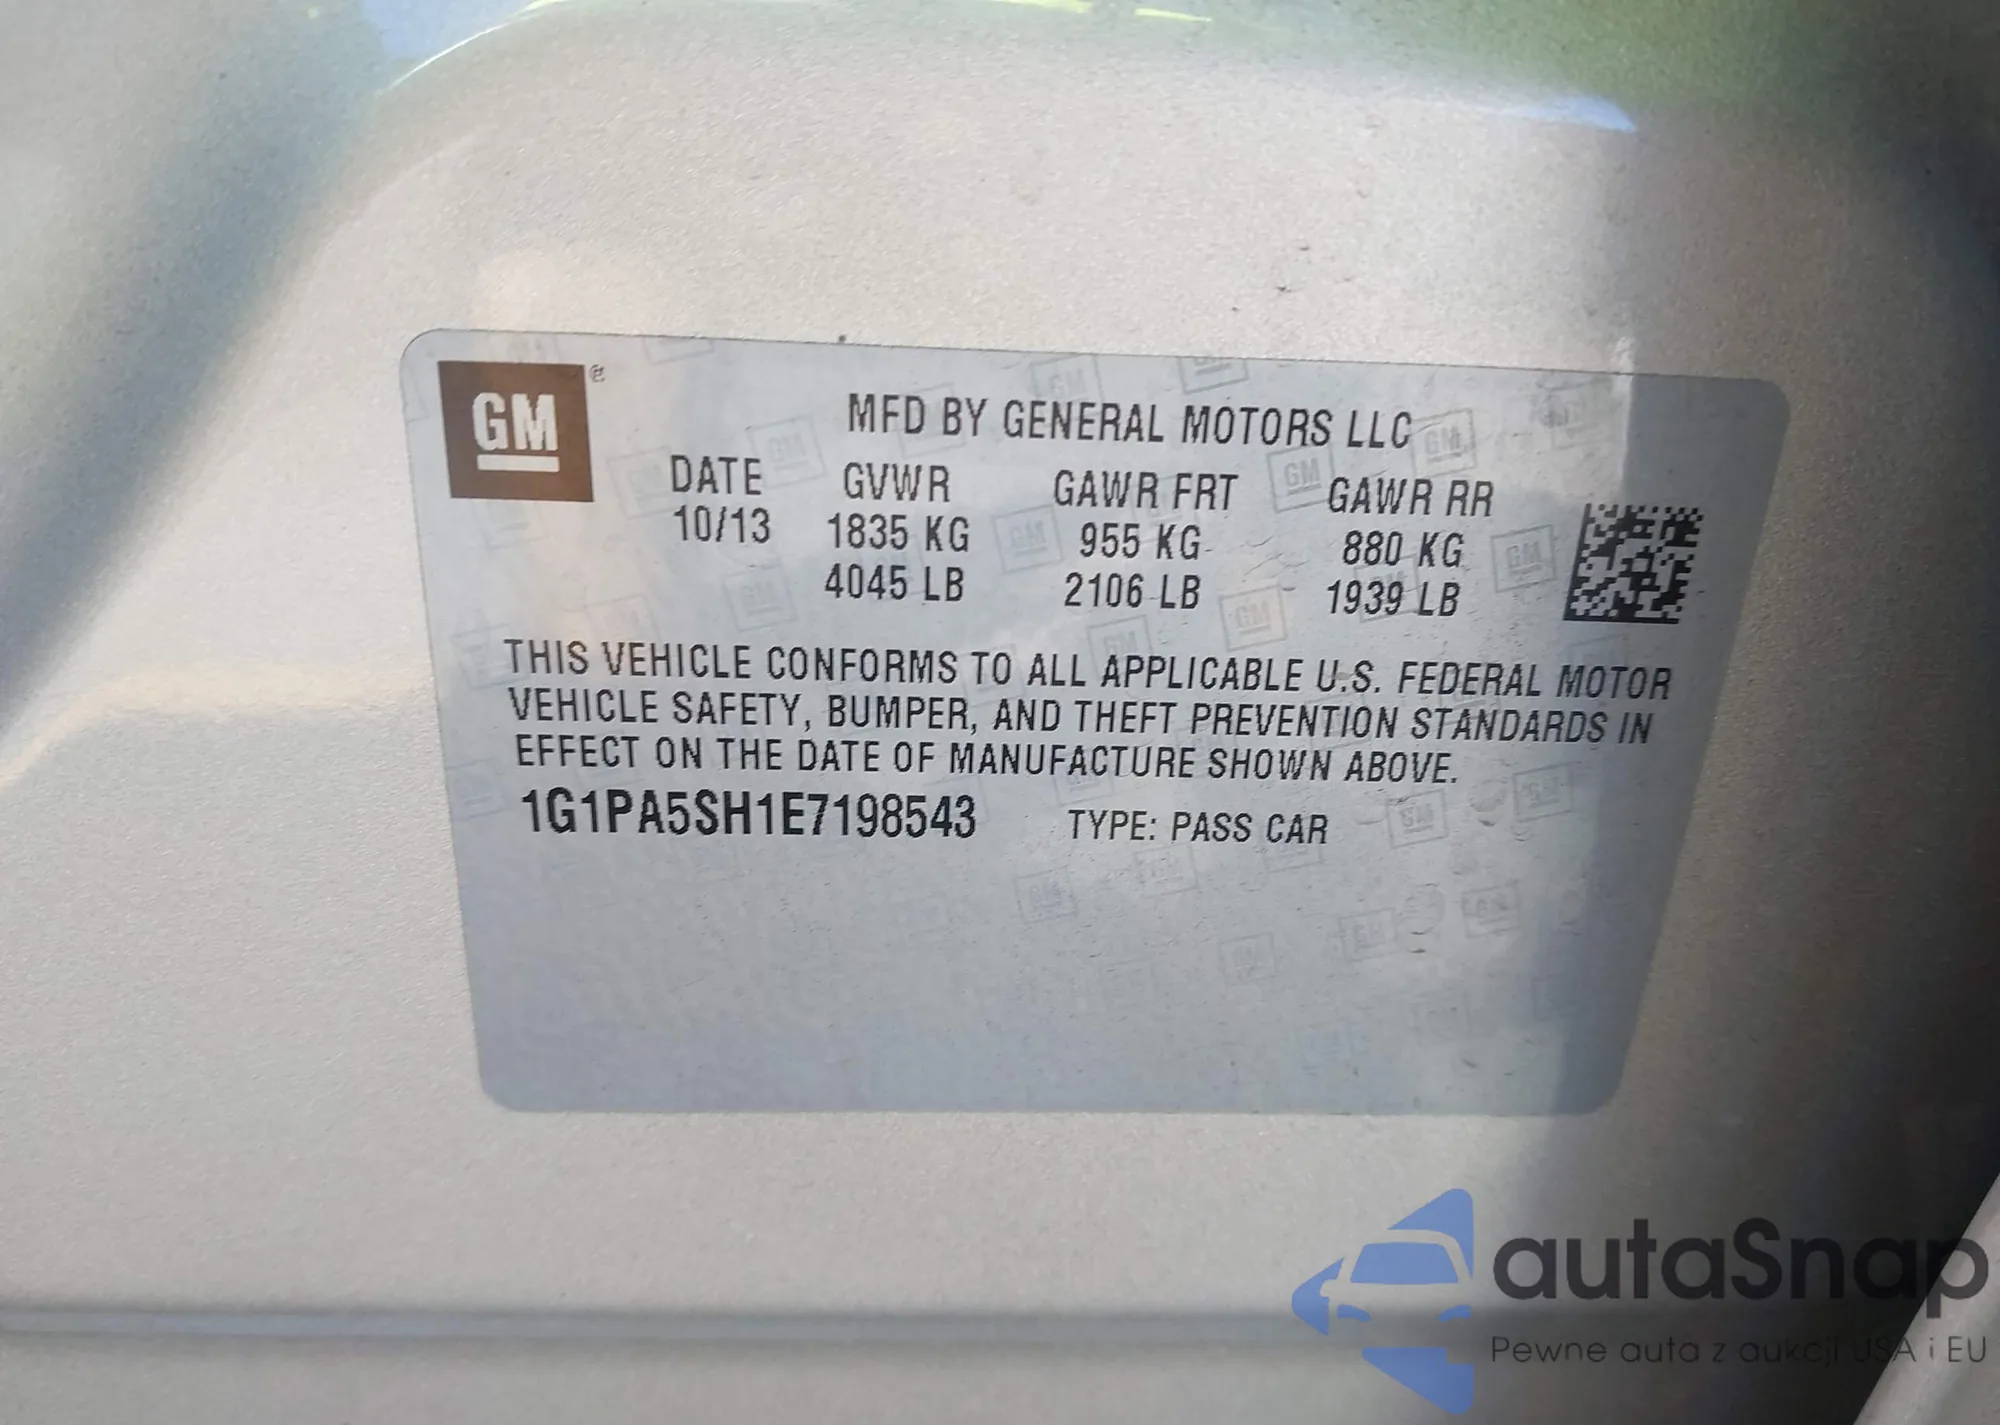 GM
MFD BY GENERAL MOTORS LLC
DATE GVWR GAWR FRT GAWR RR
10/13 1835 KG 955 KG 880 KG
4045 LB 2106 LB 1939 LB
THIS VEHICLE CONFORMS TO ALL APPLICABLE U.S. FEDERAL MOTOR
VEHICLE SAFETY, BUMPER, AND THEFT PREVENTION STANDARDS IN
EFFECT ON THE DATE OF MANUFACTURE SHOWN ABOVE.
1G1PA5SH1E7198543 TYPE: PASS CAR
autaSnap
Pewne auta z aukcji USA i EU